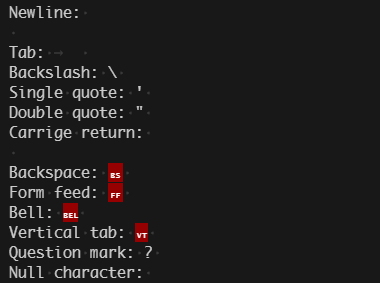 Newline:
Tab: →
Backslash: \
Single quote: '
Double quote: "
Carrige return:
Backspace: BS
Form feed: FF
Bell: BEL
Vertical tab: VT
Question mark: ?
Null character: